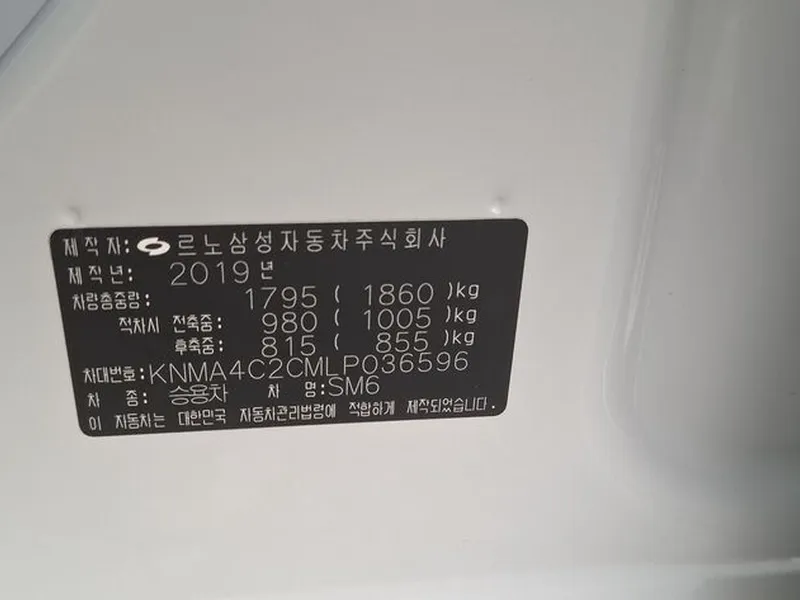 제작자: 르노삼성자동차주식회사
제작년: 2019년
차량총중량: 1795 ( 1860 )kg
적차시 전축중: 980 ( 1005 )kg
후축중: 815 ( 855 )kg
차대번호: KNMA4C2CMLP036596
차 종: 승용차 차 명: SM6
이 자동차는 대한민국 자동차관리법령에 적합하게 제작되었습니다.